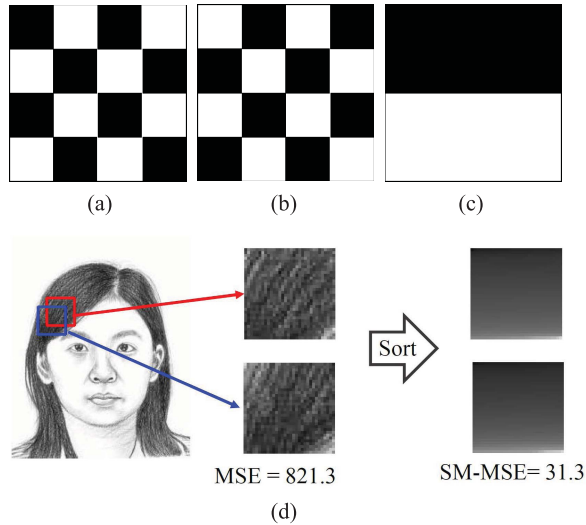 (a)
(b)
(c)
Sort
MSE = 821.3
SM-MSE= 31.3
(d)